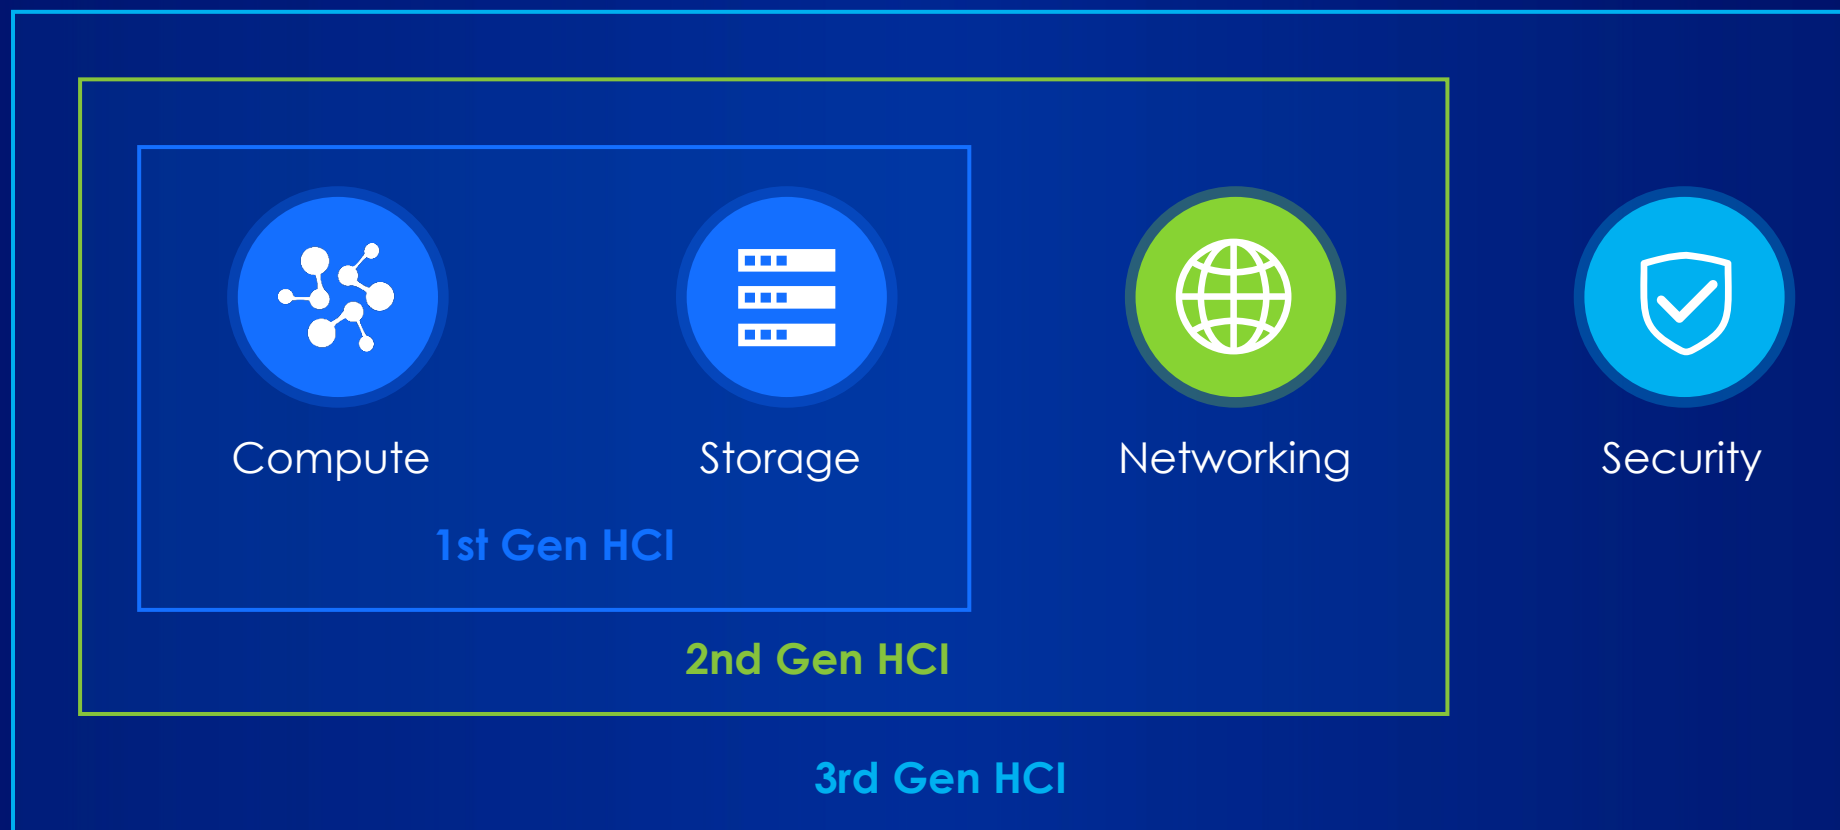 Compute
Storage
Networking
Security
1st Gen HCI
2nd Gen HCI
3rd Gen HCI